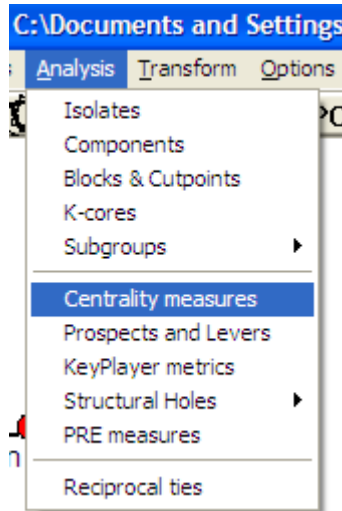 C:\Documents and Settings
Analysis Transform Options
Isolates
Components
Blocks & Cutpoints
K-cores
Subgroups
Centrality measures
Prospects and Levers
KeyPlayer metrics
Structural Holes
PRE measures
Reciprocal ties